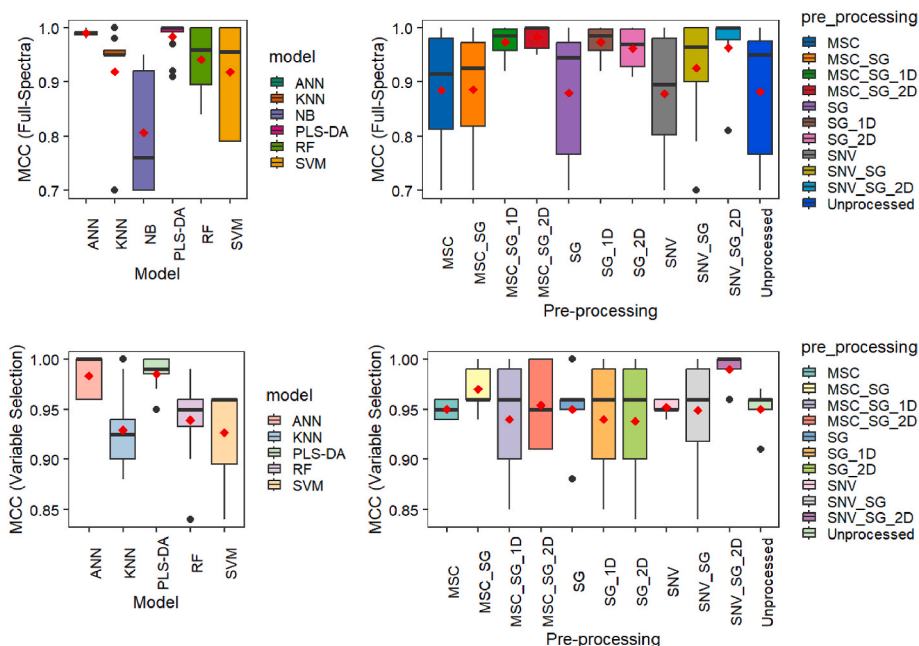 MCC (Full-Spectra)
1.0
0.9
0.8
0.7
ANN
KNN
NB
PLS-DA
RF
SVM
Model
model
ANN
KNN
NB
PLS-DA
RF
SVM
MCC (Full-Spectra)
1.0
0.9
0.8
0.7
MSC
MSC_SG
MSC_SG_1D
MSC_SG_2D
SG
SG_1D
SG_2D
SNV
SNV_SG
SNV_SG_2D
Unprocessed
Pre-processing
pre_processing
MSC
MSC_SG
MSC_SG_1D
MSC_SG_2D
SG
SG_1D
SG_2D
SNV
SNV_SG
SNV_SG_2D
Unprocessed
MCC (Variable Selection)
1.00
0.95
0.90
0.85
ANN
KNN
PLS-DA
RF
SVM
Model
model
ANN
KNN
PLS-DA
RF
SVM
MCC (Variable Selection)
1.00
0.95
0.90
0.85
MSC
MSC_SG
MSC_SG_1D
MSC_SG_2D
SG
SG_1D
SG_2D
SNV
SNV_SG
SNV_SG_2D
Unprocessed
Pre-processing
pre_processing
MSC
MSC_SG
MSC_SG_1D
MSC_SG_2D
SG
SG_1D
SG_2D
SNV
SNV_SG
SNV_SG_2D
Unprocessed